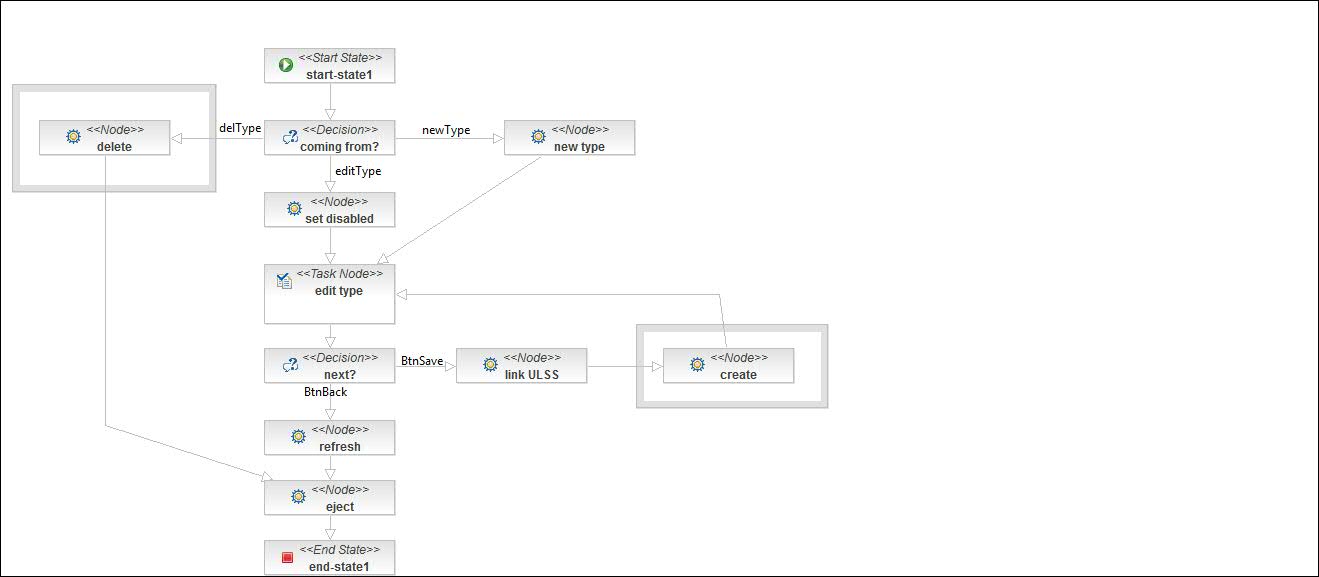 <<Start State>>
start-state1
<<Node>>
delete
delType
<<Decision>>
coming from?
newType
<<Node>>
new type
editType
<<Node>>
set disabled
<<Task Node>>
edit type
<<Decision>>
next?
BtnSave
<<Node>>
link ULSS
<<Node>>
create
BtnBack
<<Node>>
refresh
<<Node>>
eject
<<End State>>
end-state1